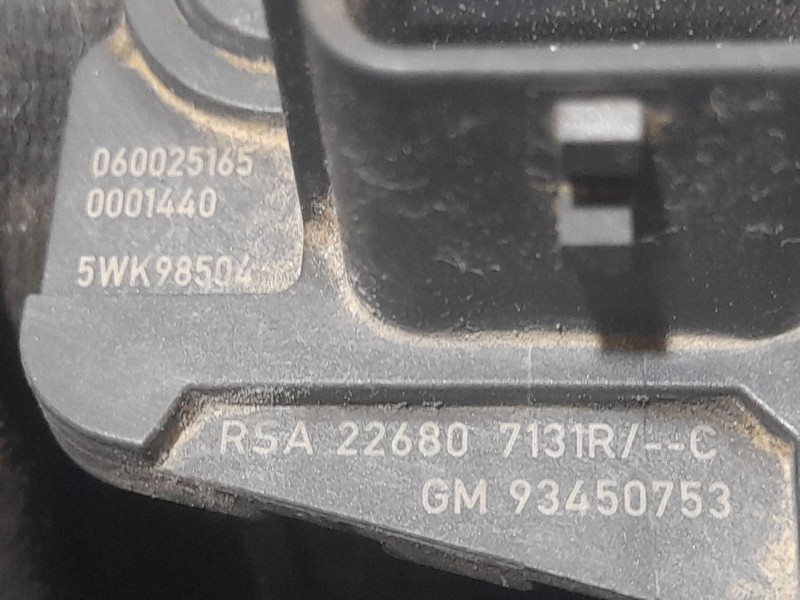 060025165
0001440
5WK98504
RSA 22680 7131R/--C
GM 93450753